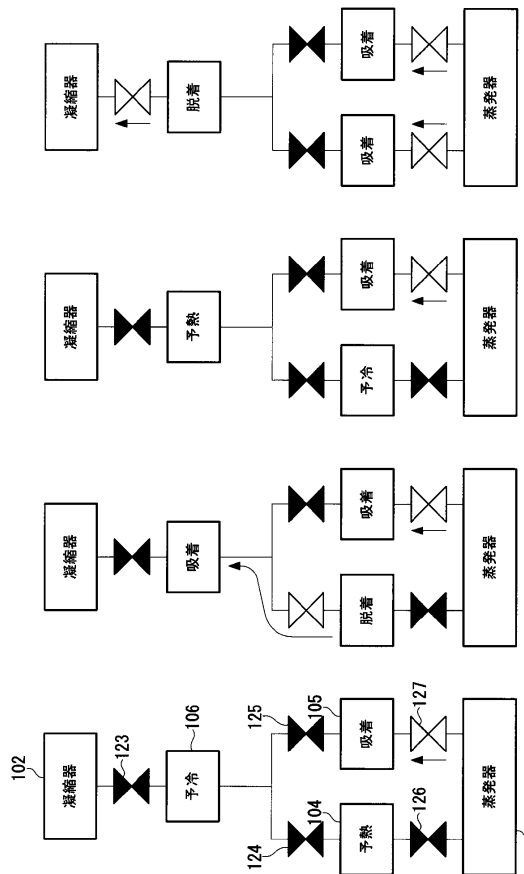 凝縮器
脱着
吸着
吸着
蒸発器
凝縮器
予熱
予冷
吸着
蒸発器
凝縮器
吸着
脱着
吸着
蒸発器
102
凝縮器
123
106
予冷
125
105
124
104
予熱
吸着
127
126
蒸発器